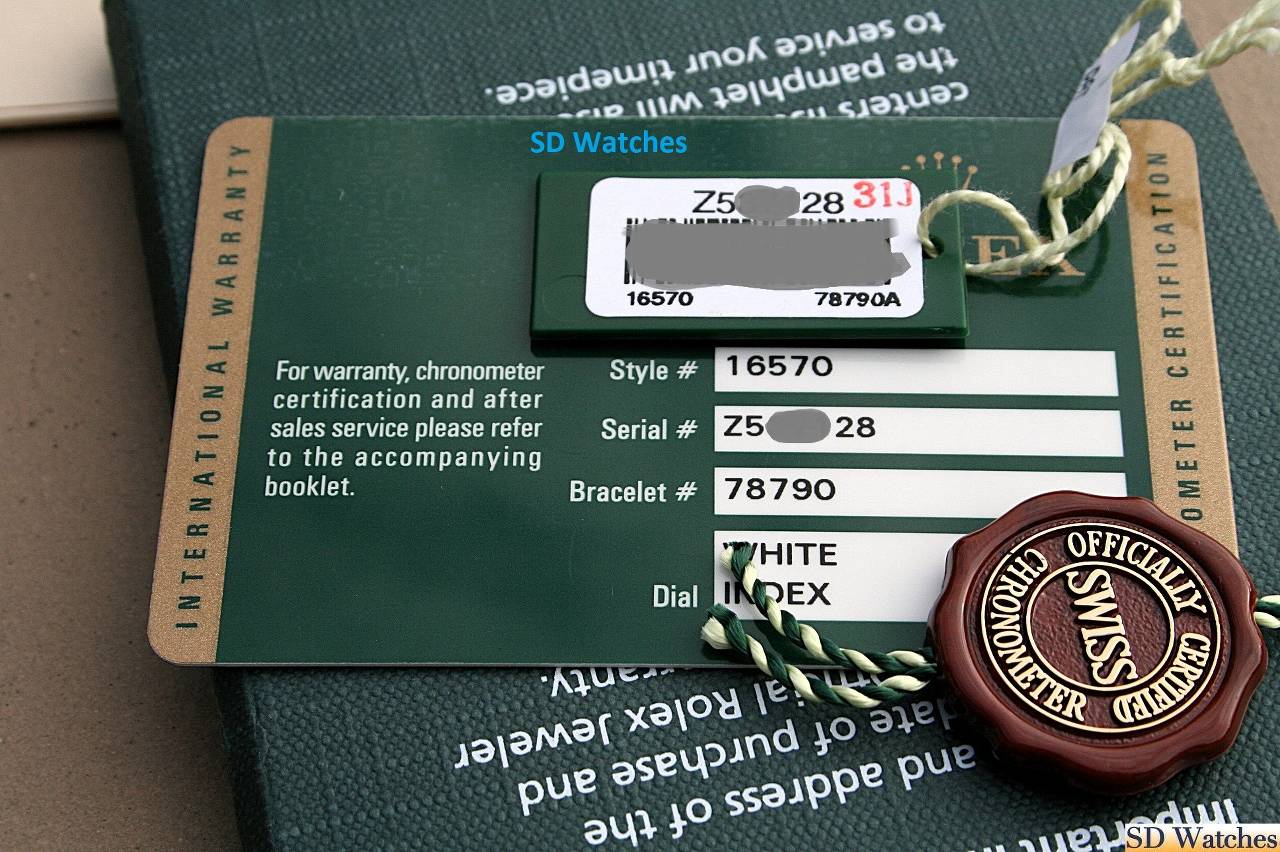 to service your timepiece.
the pamphlet will also
centers
SD Watches
INTERNATIONAL WARRANTY
Z5 28 31J
16570 78790A
EX
OMETER CERTIFICATION
For warranty, chronometer
certification and after
sales service please refer
to the accompanying
booklet.
Style # 16570
Serial # Z5 28
Bracelet # 78790
Dial WHITE
INDEX
OFFICIALLY CERTIFIED
CHRONOMETER
SWISS
Rolex Jeweler
date of purchase and
and address of the
Important
SD Watches